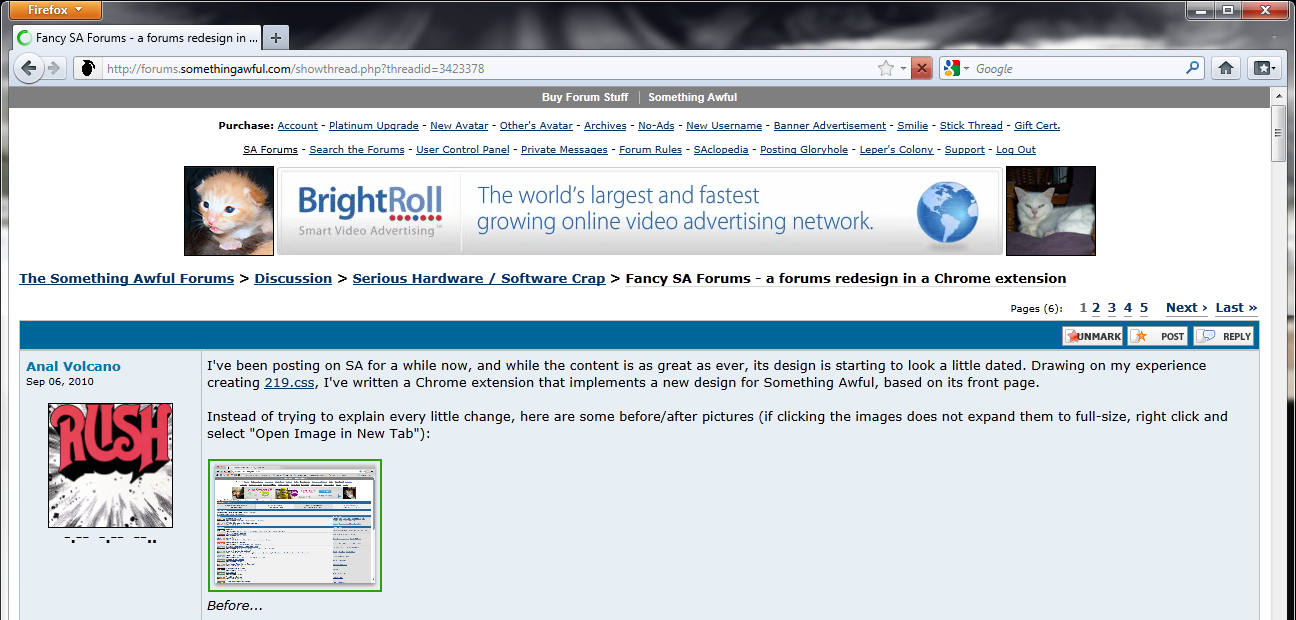 Firefox
Fancy SA Forums - a forums redesign in ...
http://forums.somethingawful.com/showthread.php?threadid=3423378
Google
Buy Forum Stuff | Something Awful
Purchase: Account - Platinum Upgrade - New Avatar - Other's Avatar - Archives - No-Ads - New Username - Banner Advertisement - Smilie - Stick Thread - Gift Cert.
SA Forums - Search the Forums - User Control Panel - Private Messages - Forum Rules - SAclopedia - Posting Gloryhole - Leper's Colony - Support - Log Out
BrightRoll
Smart Video Advertising™
The world's largest and fastest
growing online video advertising network.
The Something Awful Forums > Discussion > Serious Hardware / Software Crap > Fancy SA Forums - a forums redesign in a Chrome extension
Pages (6): 1 2 3 4 5 Next › Last »
UNMARK POST REPLY
Anal Volcano
Sep 06, 2010
RUSH
-.-- -.-- --..
I've been posting on SA for a while now, and while the content is as great as ever, its design is starting to look a little dated. Drawing on my experience
creating 219.css, I've written a Chrome extension that implements a new design for Something Awful, based on its front page.
Instead of trying to explain every little change, here are some before/after pictures (if clicking the images does not expand them to full-size, right click and
select "Open Image in New Tab"):
Before...